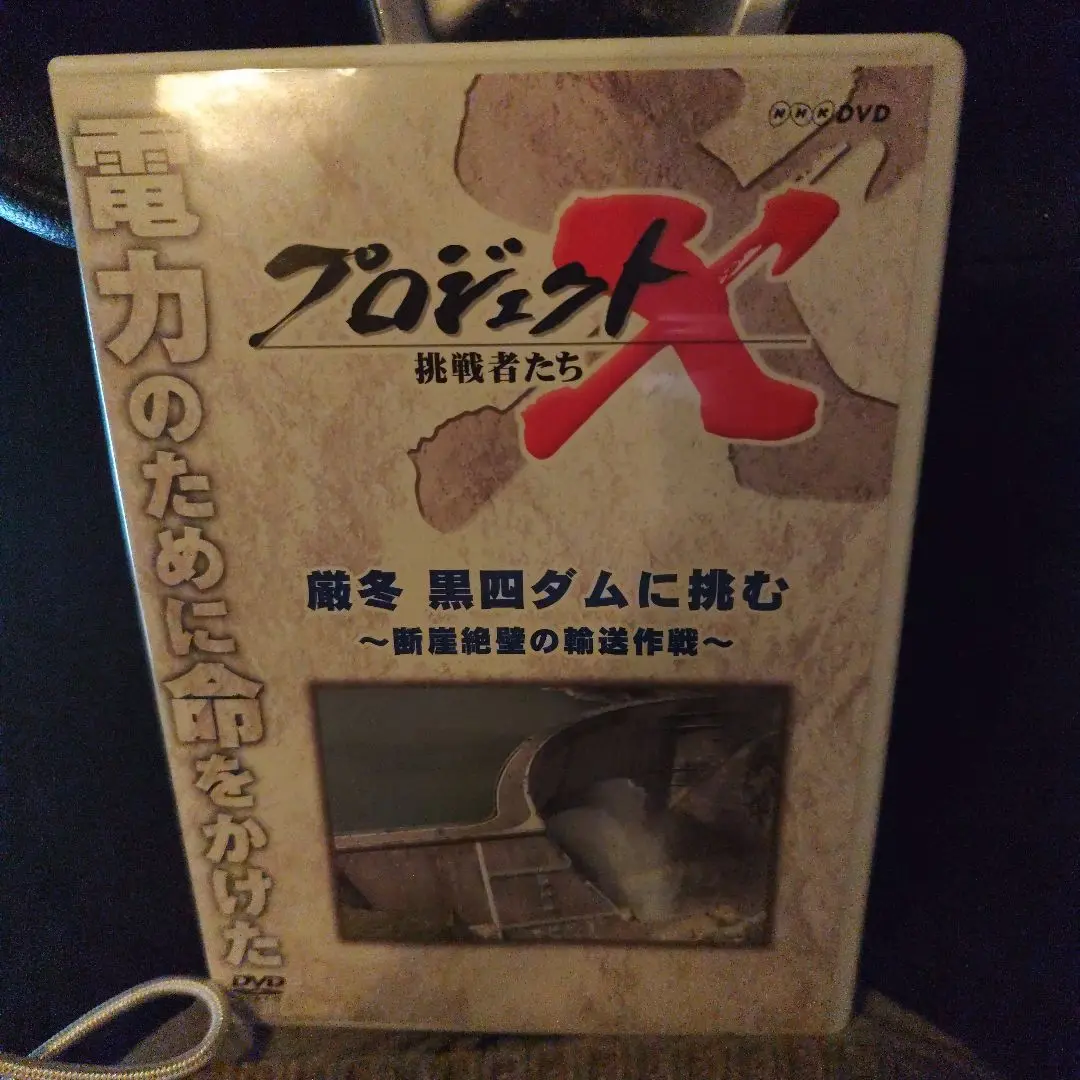 NHK DVD
電力のために命をかけた
プロジェクトX
挑戦者たち
厳冬 黒四ダムに挑む
～断崖絶壁の輸送作戦～
DVD